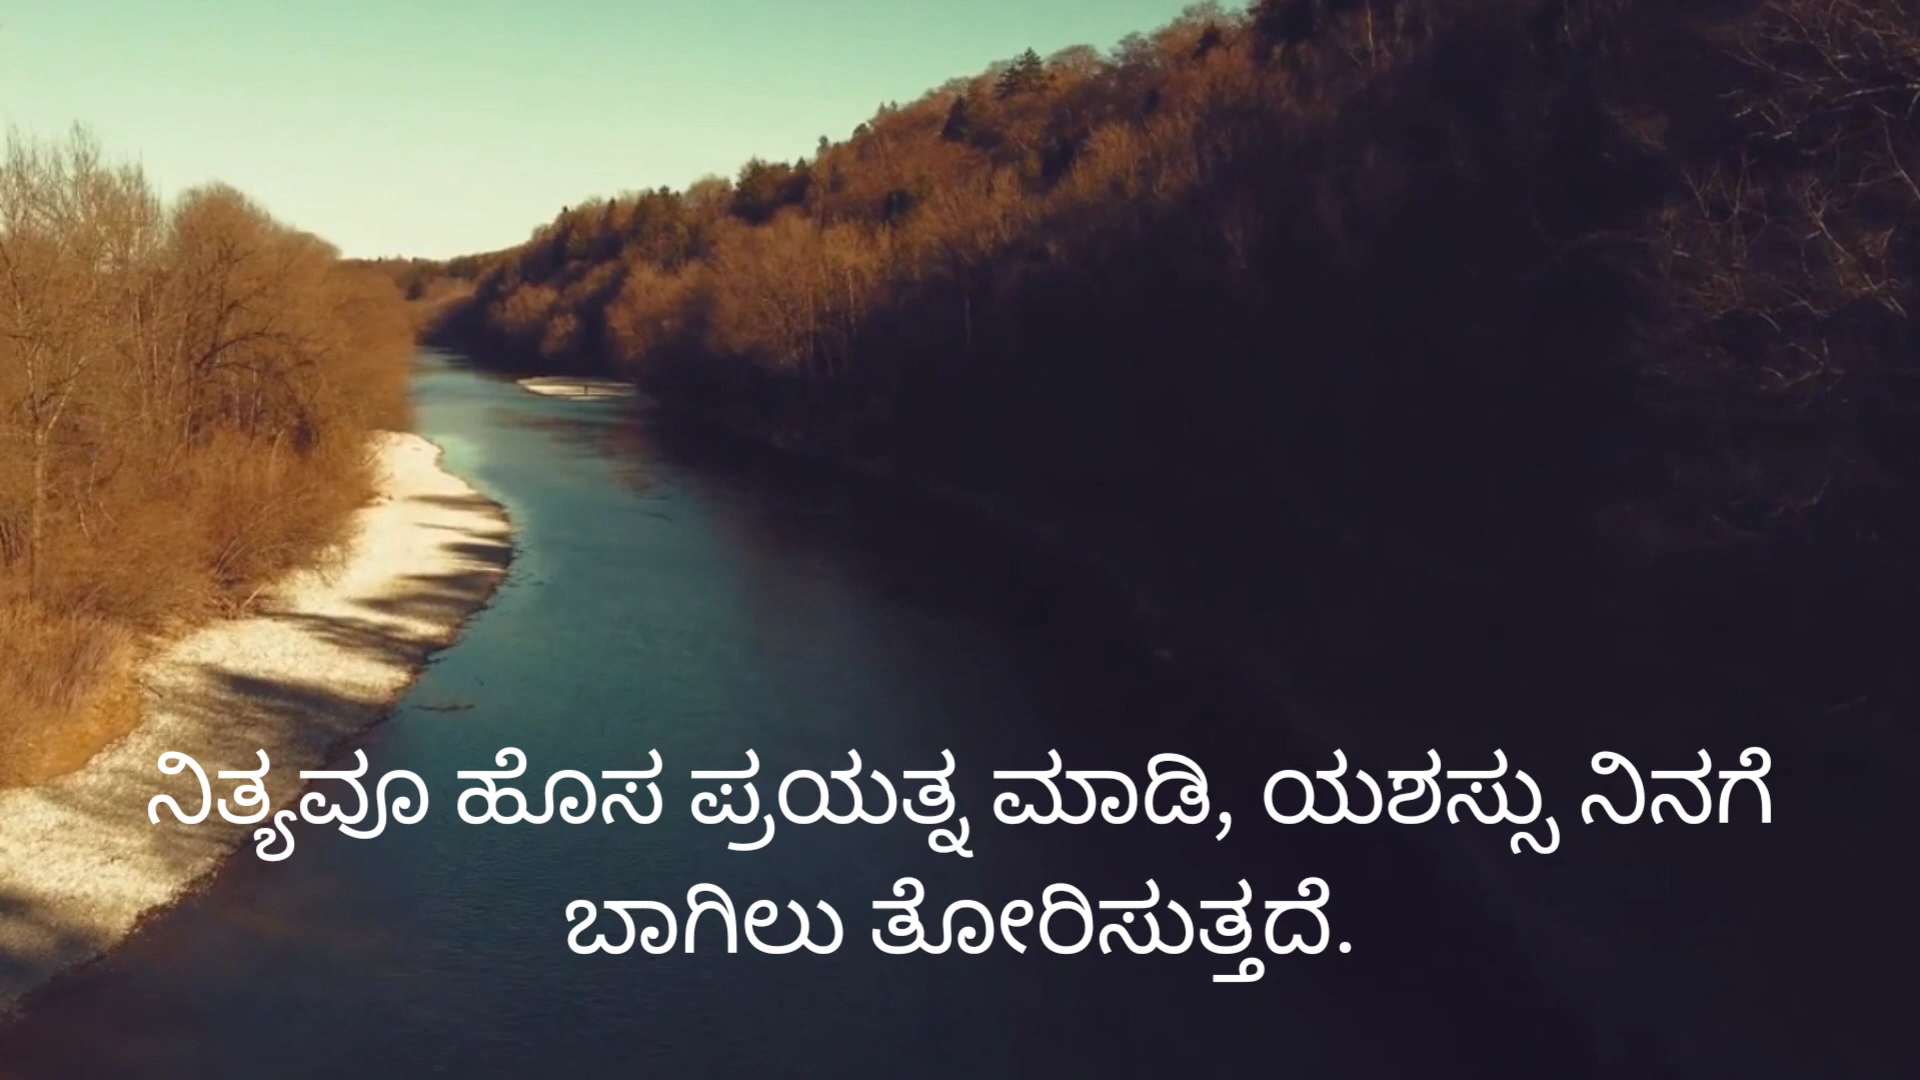 ನಿತ್ಯವೂ ಹೊಸ ಪ್ರಯತ್ನ ಮಾಡಿ, ಯಶಸ್ಸು ನಿನಗೆ
ಬಾಗಿಲು ತೋರಿಸುತ್ತದೆ.